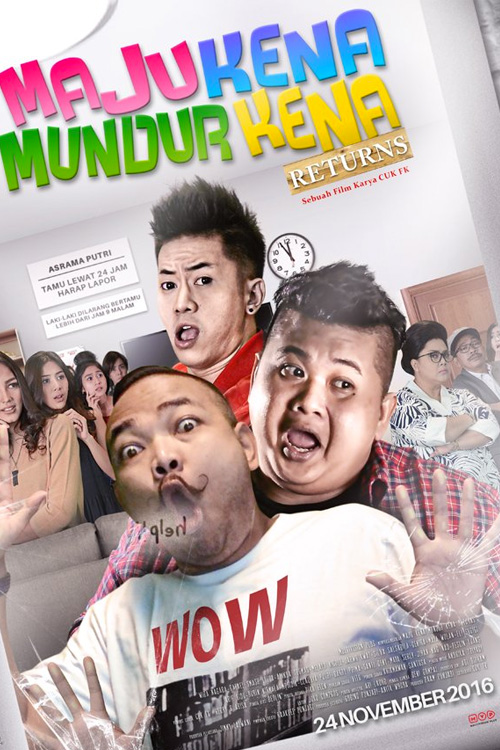 MAJU KENA
MUNDUR KENA
RETURNS
Sebuah Film Karya CUK FK
ASRAMA PUTRI
TAMU LEWAT 24 JAM
HARAP LAPOR
LAKI-LAKI DILARANG BERTAMU
LEBIH DARI JAM 9 MALAM
help
WOW
24 NOVEMBER 2016
MVP